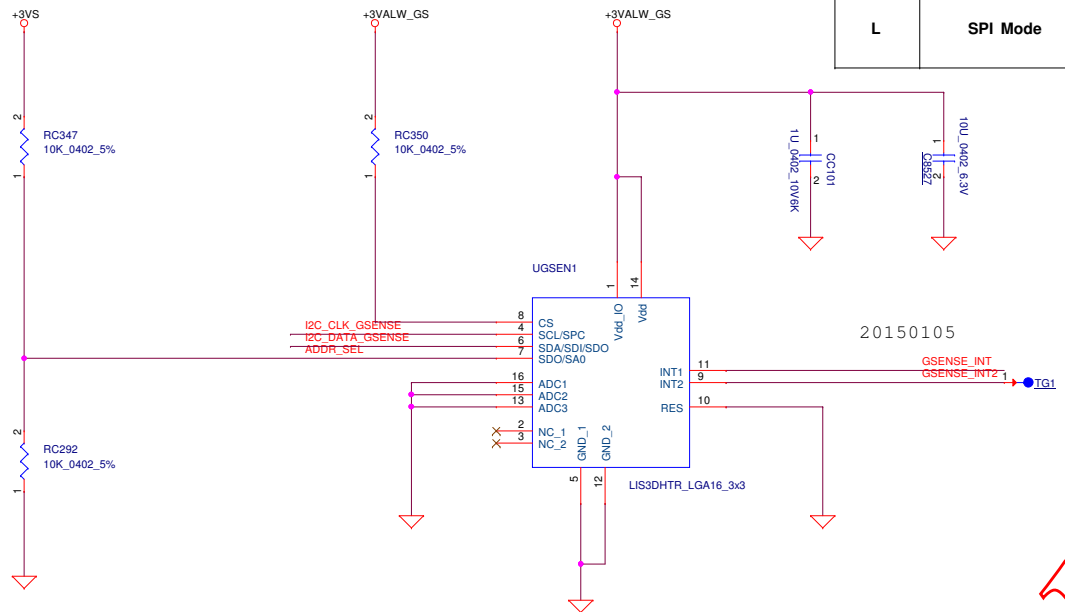 +3VS
+3VALW_GS
+3VALW_GS
L
SPI Mode
2
RC347
10K_0402_5%
1
2
RC350
10K_0402_5%
1
1
CC101
1U_0402_10V6K
2
1
10U_0402_6.3V
C8527
2
UGSEN1
1
14
Vdd_IO
Vdd
I2C_CLK_GSENSE
I2C_DATA_GSENSE
ADDR_SEL
8
CS
4
SCL/SPC
6
SDA/SDI/SDO
7
SDO/SA0
16
ADC1
15
ADC2
13
ADC3
2
NC_1
3
NC_2
20150105
INT1
11
GSENSE_INT
INT2
9
GSENSE_INT2
1
TG1
RES
10
GND_1
GND_2
5
12
LIS3DHTR_LGA16_3x3
2
RC292
10K_0402_5%
1